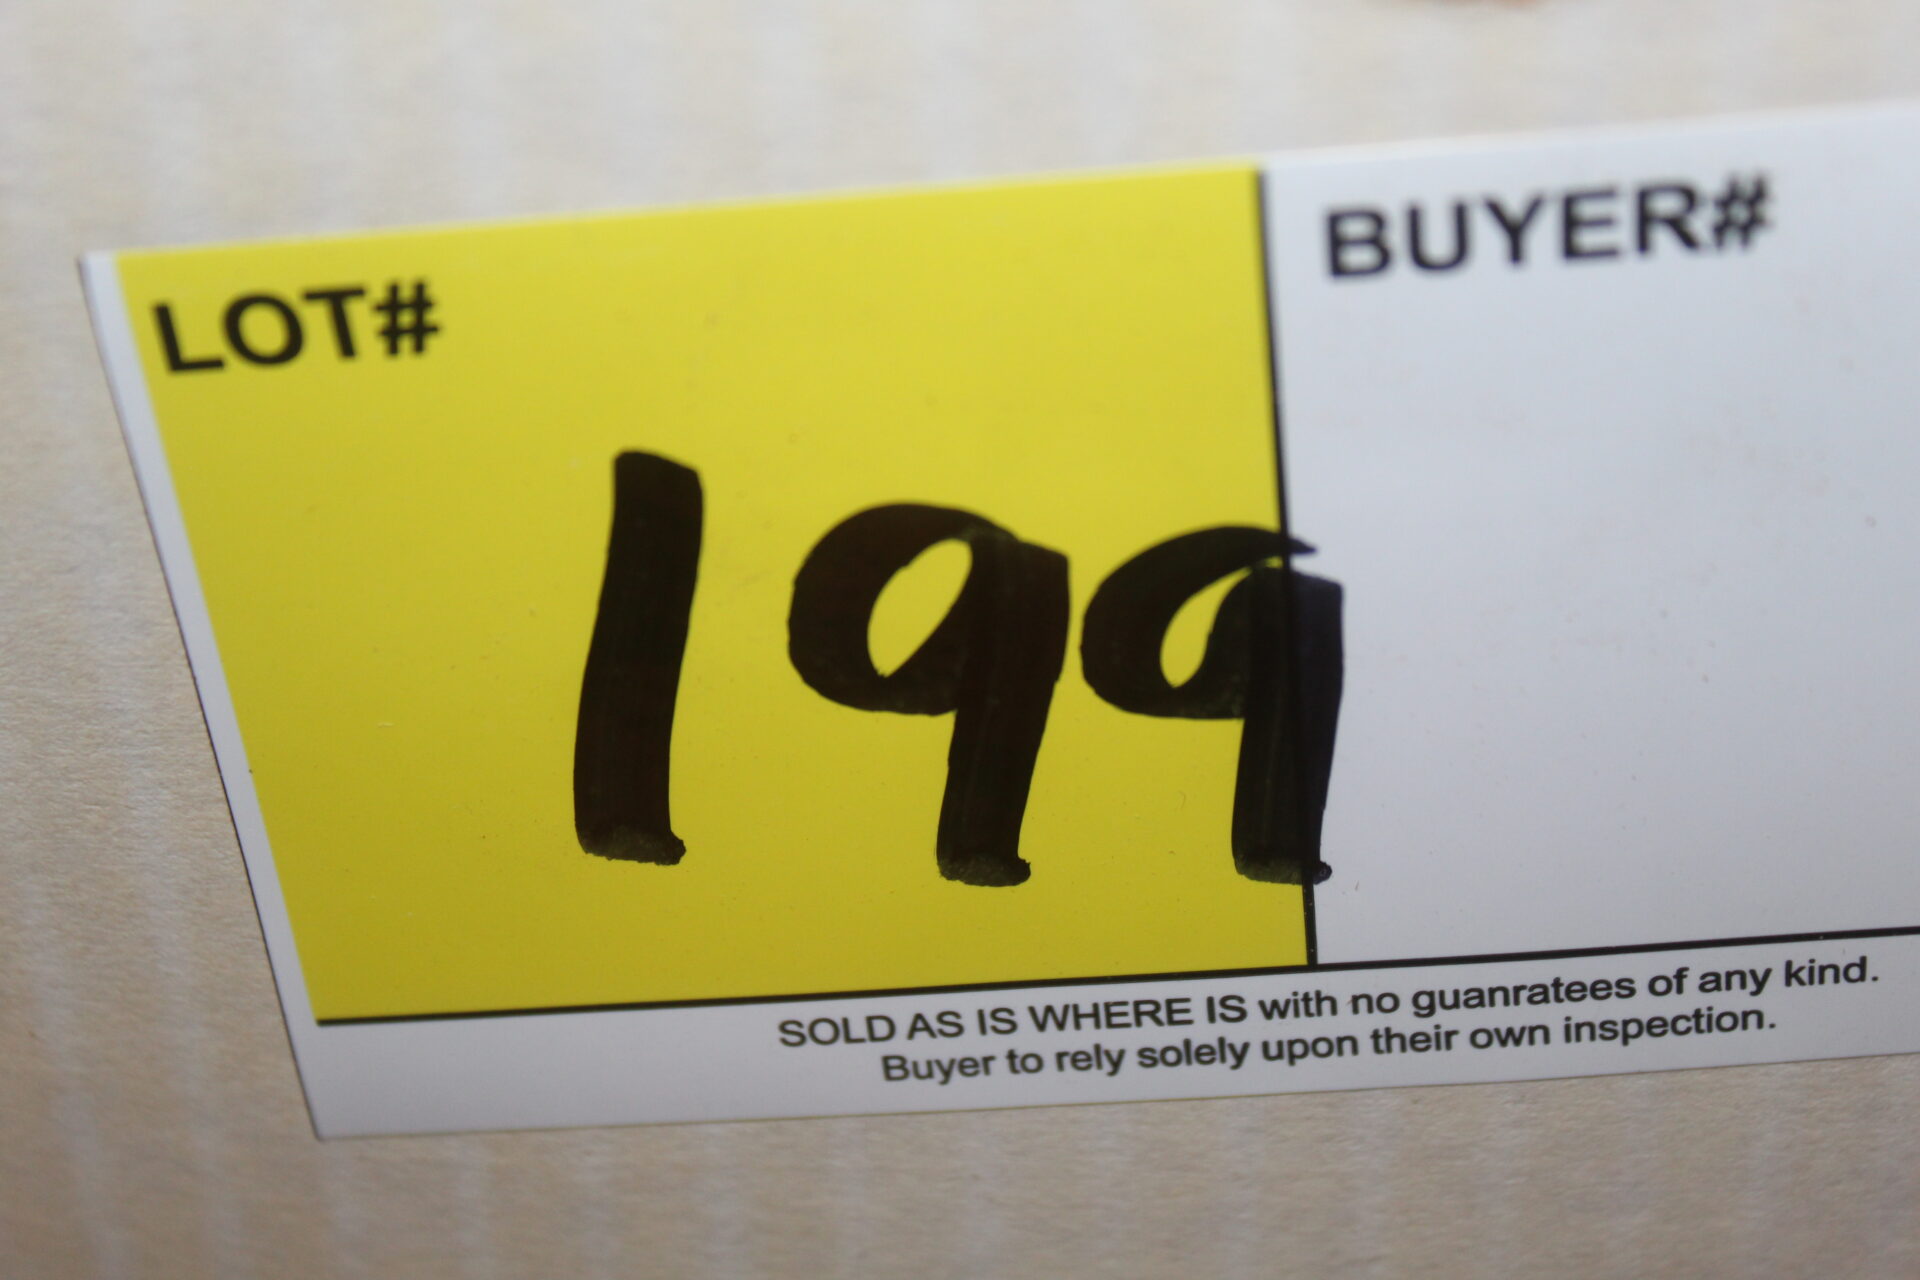 LOT#
BUYER#
199
SOLD AS IS WHERE IS with no guanratees of any kind.
Buyer to rely solely upon their own inspection.